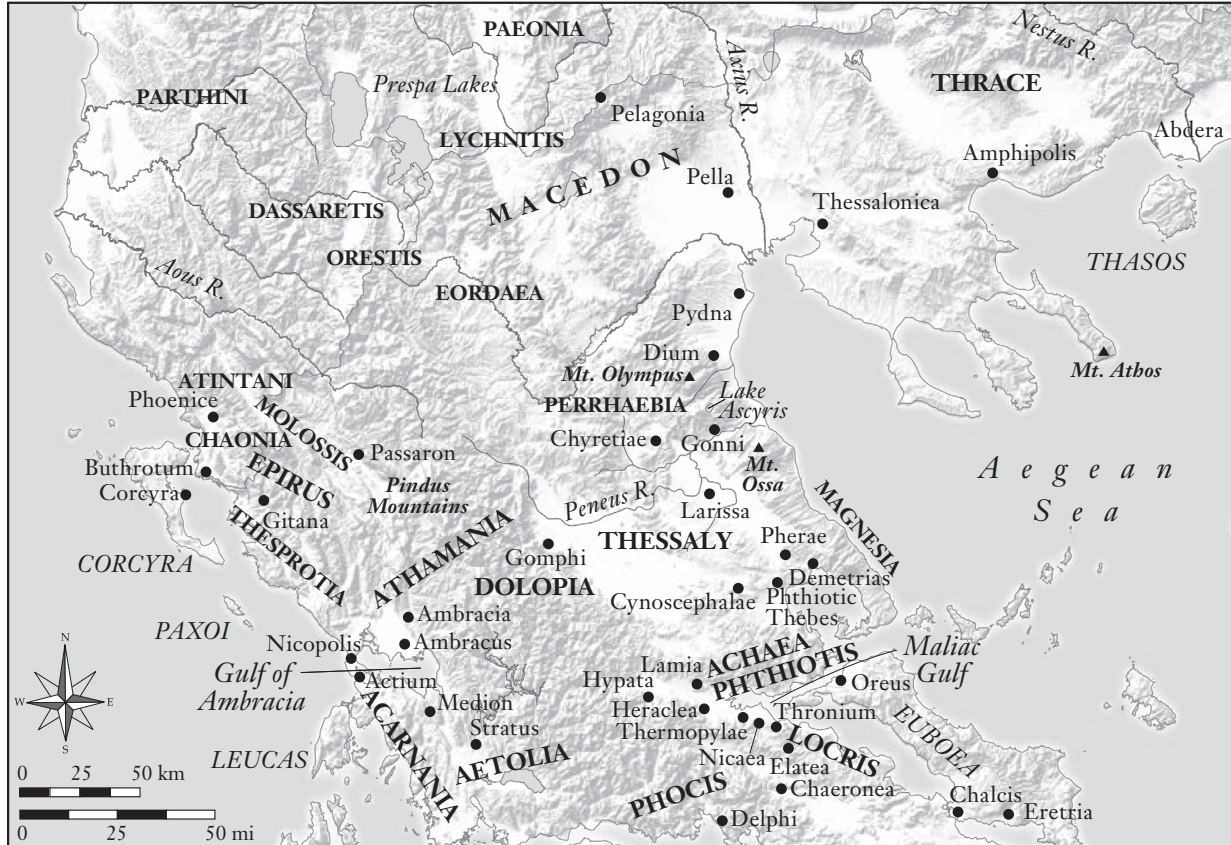 PAEONIA
Nestus R.
Axius R.
Prespa Lakes
THRACE
PARTHINI
Pelagonia
LYCHNITIS
Abdera
Amphipolis
MACEDON
Pella
DASSARETIS
Thessalonica
ORESTIS
THASOS
Aous R.
EORDAEA
Pydna
Dium
Mt. Olympus
Mt. Athos
ATINTANI
Lake
Ascyris
Phoenice
PERRHAEBIA
MOLOSSIS
CHAONIA
Chyretiae
Gonni
Passaron
Buthrotum
EPIRUS
Pindus
Mountains
Mt.
Ossa
Aegean
Sea
Corcyra
Gitana
Peneus R.
Larissa
MAGNESIA
THESPROTIA
THESSALY
Pherae
CORCYRA
ATHAMANIA
Gomphi
DOLOPIA
Demetrias
Cynoscephalae
Phthiotic
Thebes
Ambracia
PAXOI
Nicopolis
Ambracus
ACHAEA
PHTHIOTIS
Maliac
Gulf
N
W
E
S
Gulf of
Ambracia
Actium
Lamia
Hypata
Oreus
Medion
Heraclea
Thronium
Stratus
Thermopylae
EUBOEA
LEUCAS
ACARNANIA
AETOLIA
Nicaea
LOCRIS
Elatea
0 25 50 km
PHOCIS
Chaeronea
Chalcis
Eretria
Delphi
0 25 50 mi